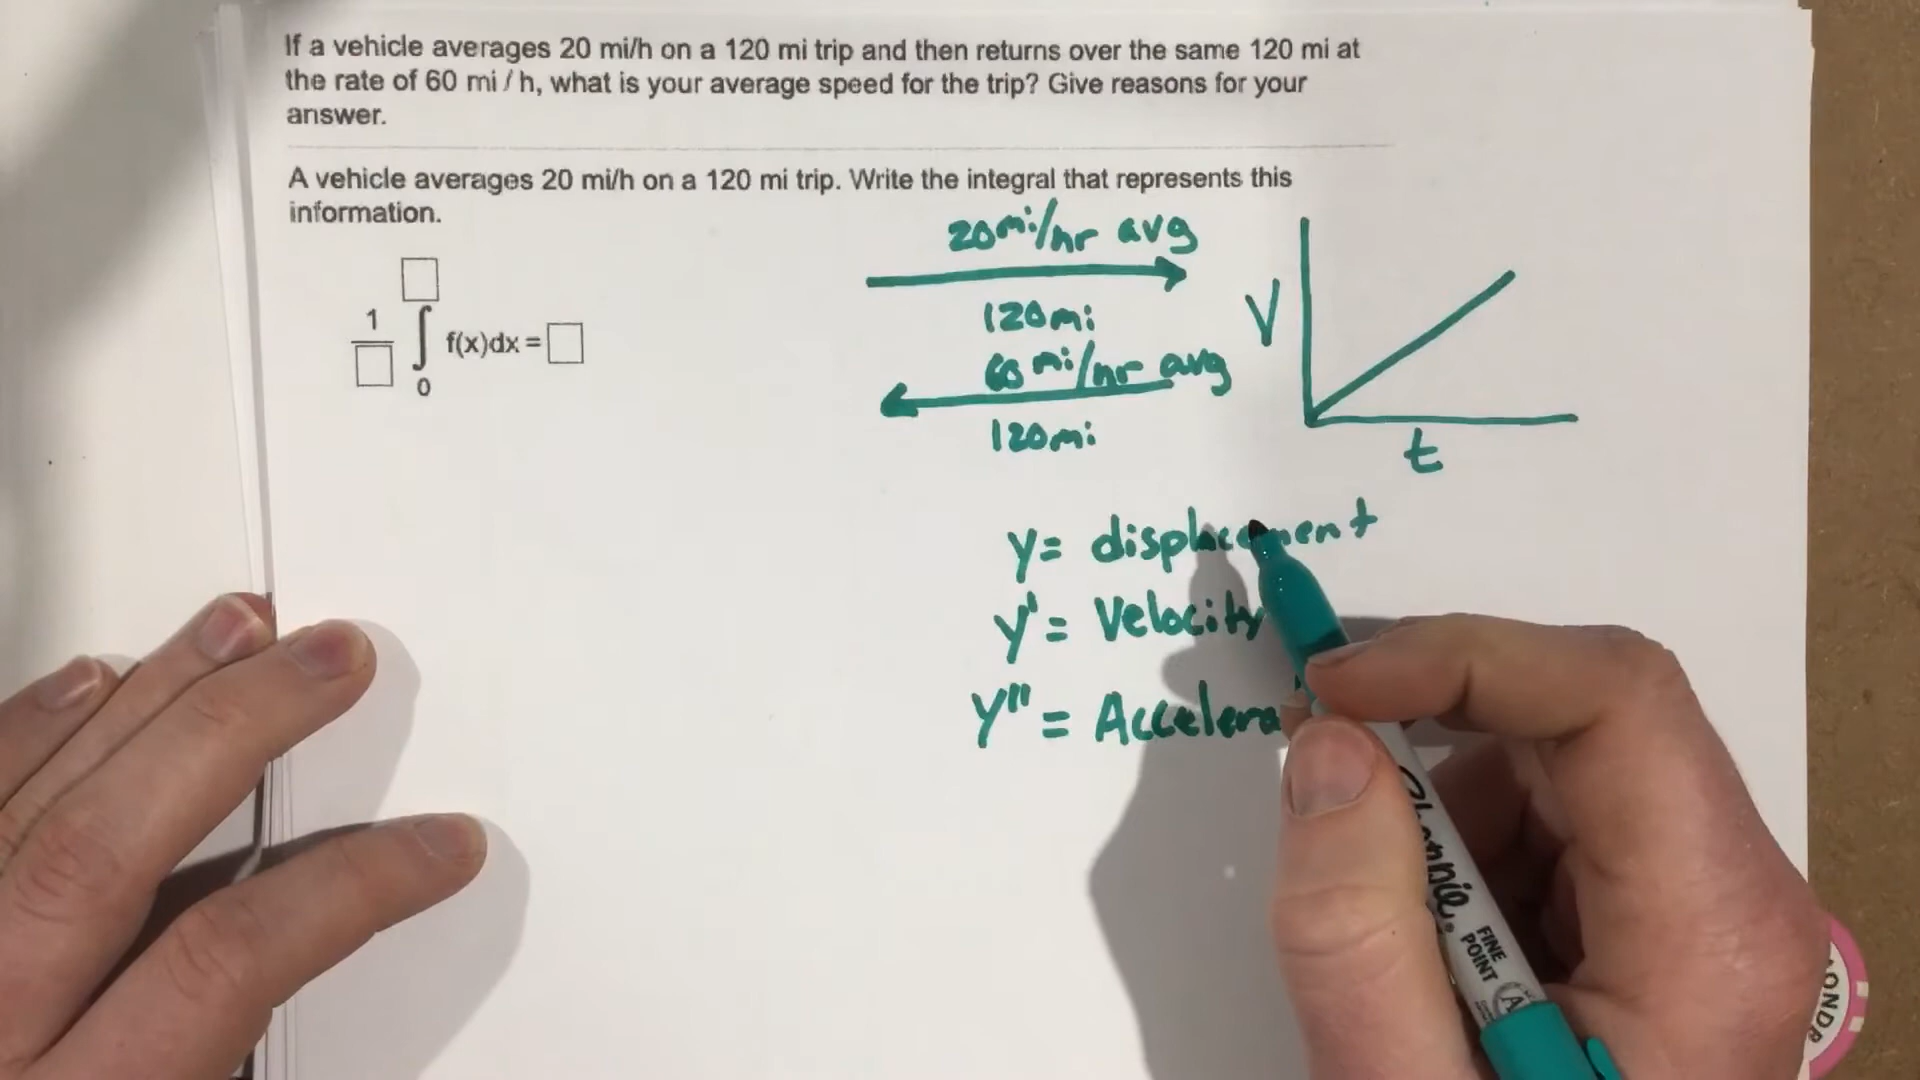 If a vehicle averages 20 mi/h on a 120 mi trip and then returns over the same 120 mi at
the rate of 60 mi / h, what is your average speed for the trip? Give reasons for your
answer.
A vehicle averages 20 mi/h on a 120 mi trip. Write the integral that represents this
information.
1
∫ f(x)dx =
0
20mi/hr avg
120mi
60mi/hr avg
120mi
V
t
y= displacement
y'= Velocity
y"= Accelera
Sharpie
FINE
POINT